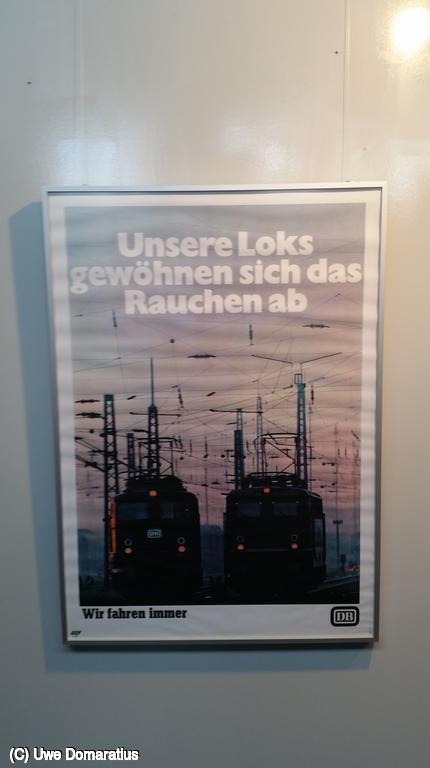 Unsere Loks
gewöhnen sich das
Rauchen ab
Wir fahren immer
DB
(C) Uwe Domaratius